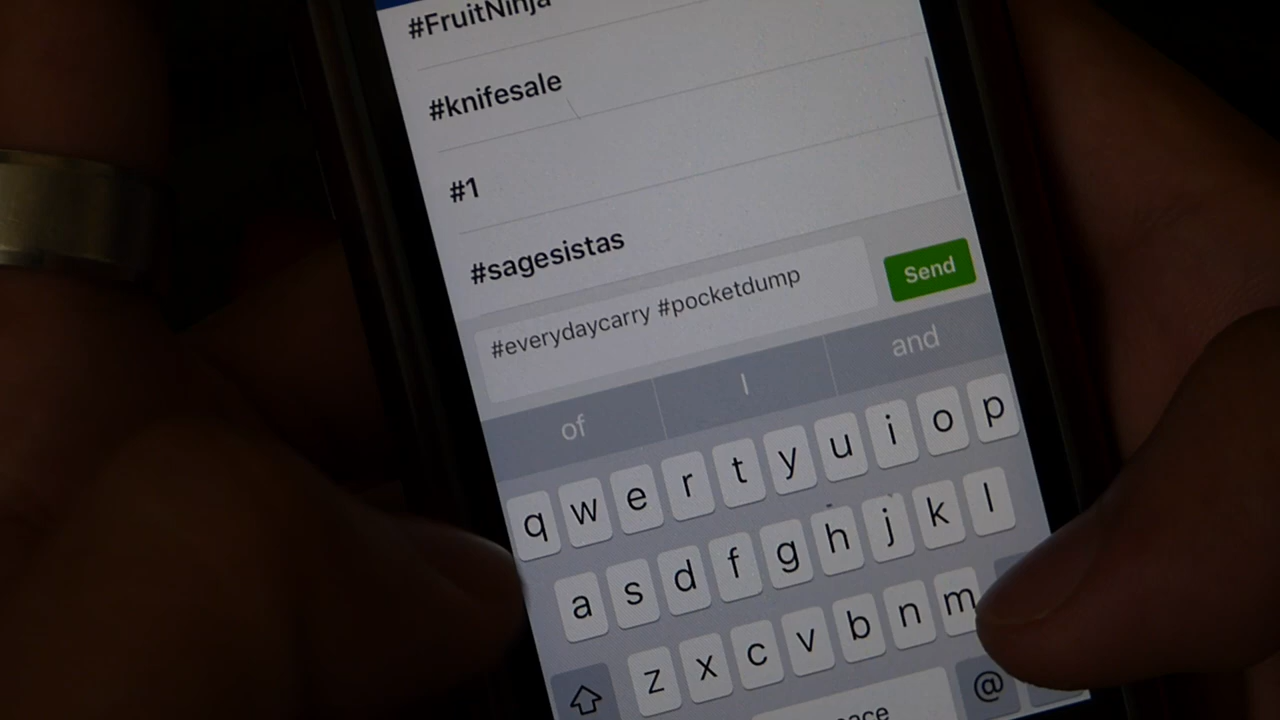 #FruitNinja
#knifesale
#1
#sagesistas
#everydaycarry #pocketdump
Send
of I and
q w e r t y u i o p
a s d f g h j k l
z x c v b n m
@